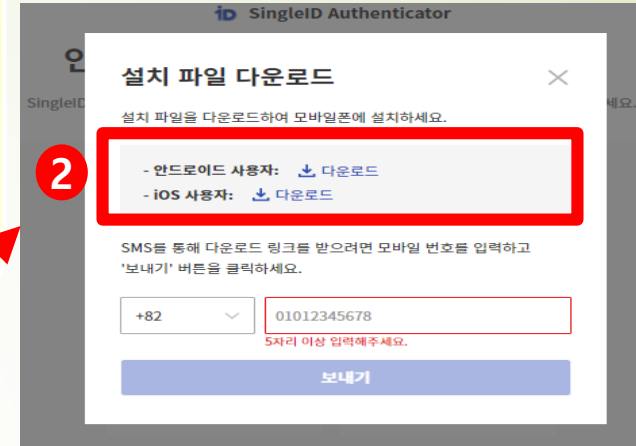 SingleID Authenticator
설치 파일 다운로드
설치 파일을 다운로드하여 모바일폰에 설치하세요.
2
- 안드로이드 사용자: 다운로드
- iOS 사용자: 다운로드
SMS를 통해 다운로드 링크를 받으려면 모바일 번호를 입력하고
'보내기' 버튼을 클릭하세요.
+82 01012345678
5자리 이상 입력해주세요.
보내기